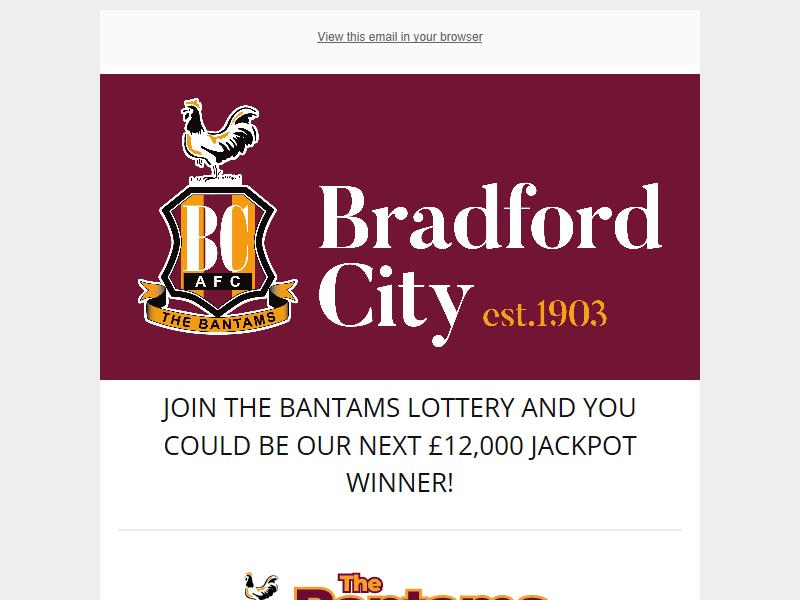 View this email in your browser
BC
AFC
THE BANTAMS
Bradford
City est.1903
JOIN THE BANTAMS LOTTERY AND YOU
COULD BE OUR NEXT £12,000 JACKPOT
WINNER!
The
Bantams